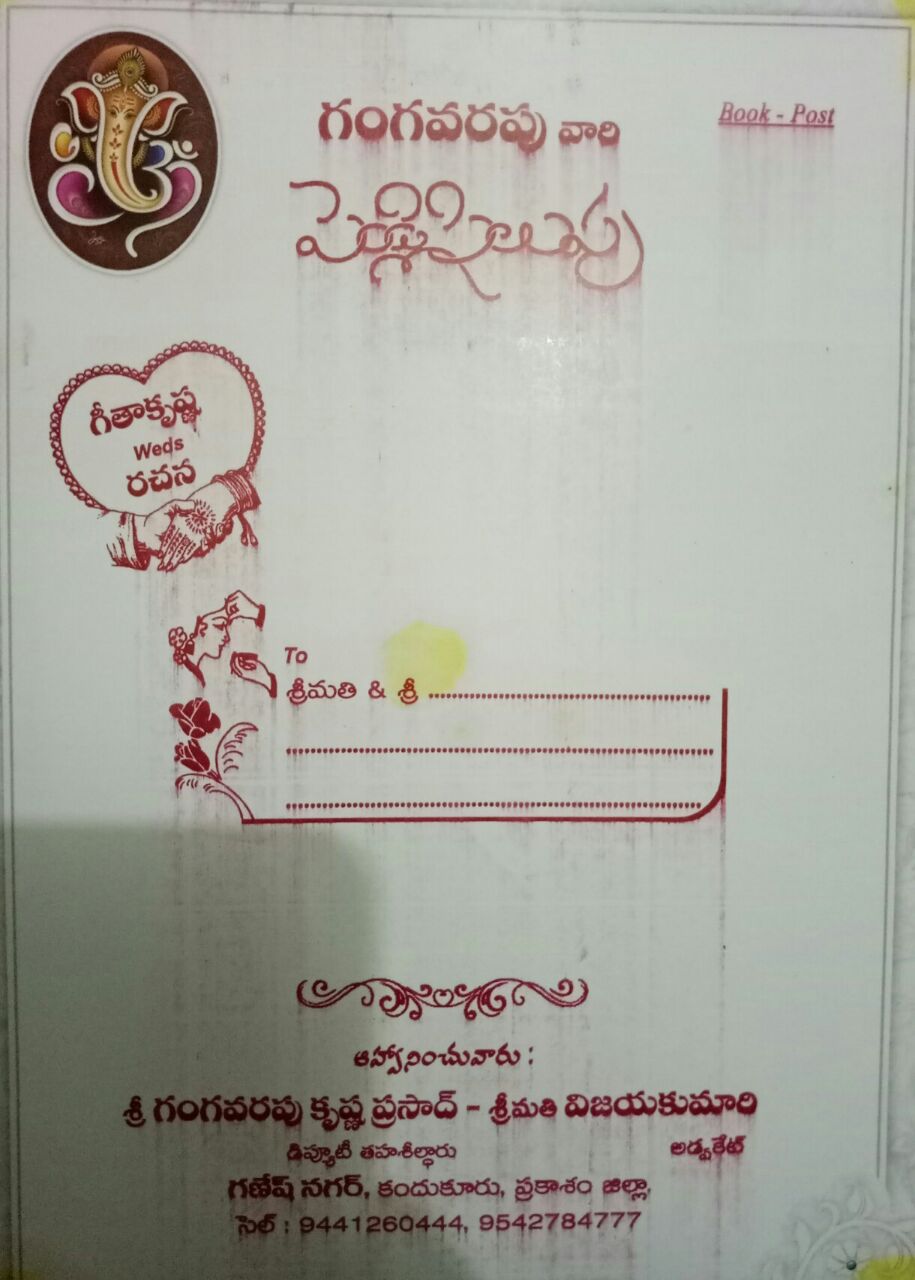 గంగవరపు వారి
Book - Post
పెళ్లిపిలుపు
గీతాకృష్ణ
Weds
రచన
To
శ్రీమతి & శ్రీ ..........................................................
..........................................................
..........................................................
ఆహ్వానించువారు :
శ్రీ గంగవరపు కృష్ణ ప్రసాద్ - శ్రీమతి విజయకుమారి
డిప్యూటీ తహశీల్దారు అడ్వకేట్
గణేష్ నగర్, కందుకూరు, ప్రకాశం జిల్లా,
సెల్ : 9441260444, 9542784777